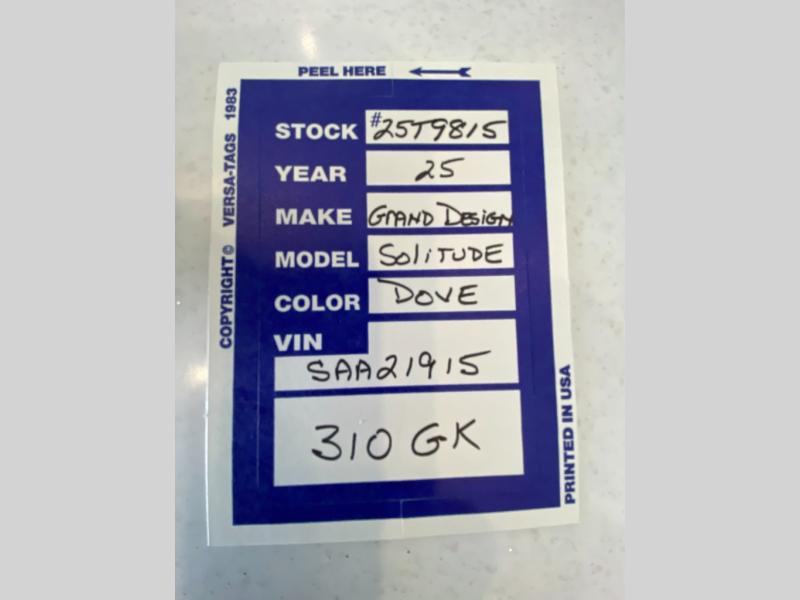 PEEL HERE
COPYRIGHT© VERSA-TAGS 1983
STOCK #25T9815
YEAR 25
MAKE GRAND DESIGN
MODEL SOLITUDE
COLOR DOVE
VIN
SAA21915
310 GK
PRINTED IN USA